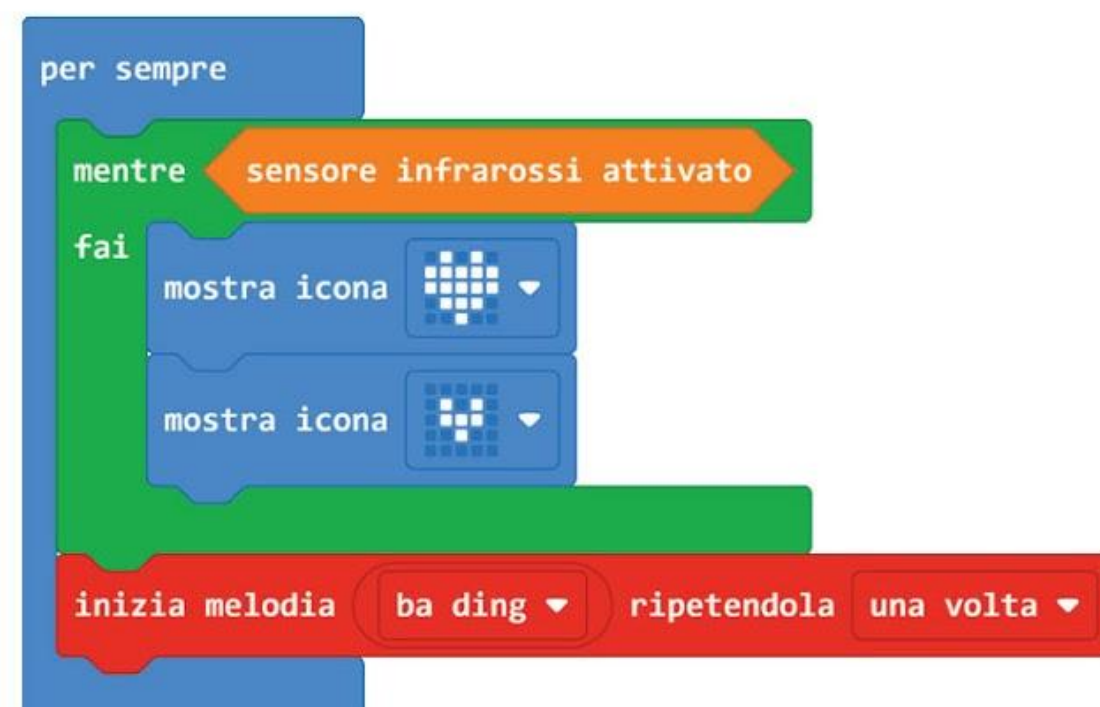 per sempre
mentre sensore infrarossi attivato
fai
mostra icona
mostra icona
inizia melodia ba ding ripetendola una volta